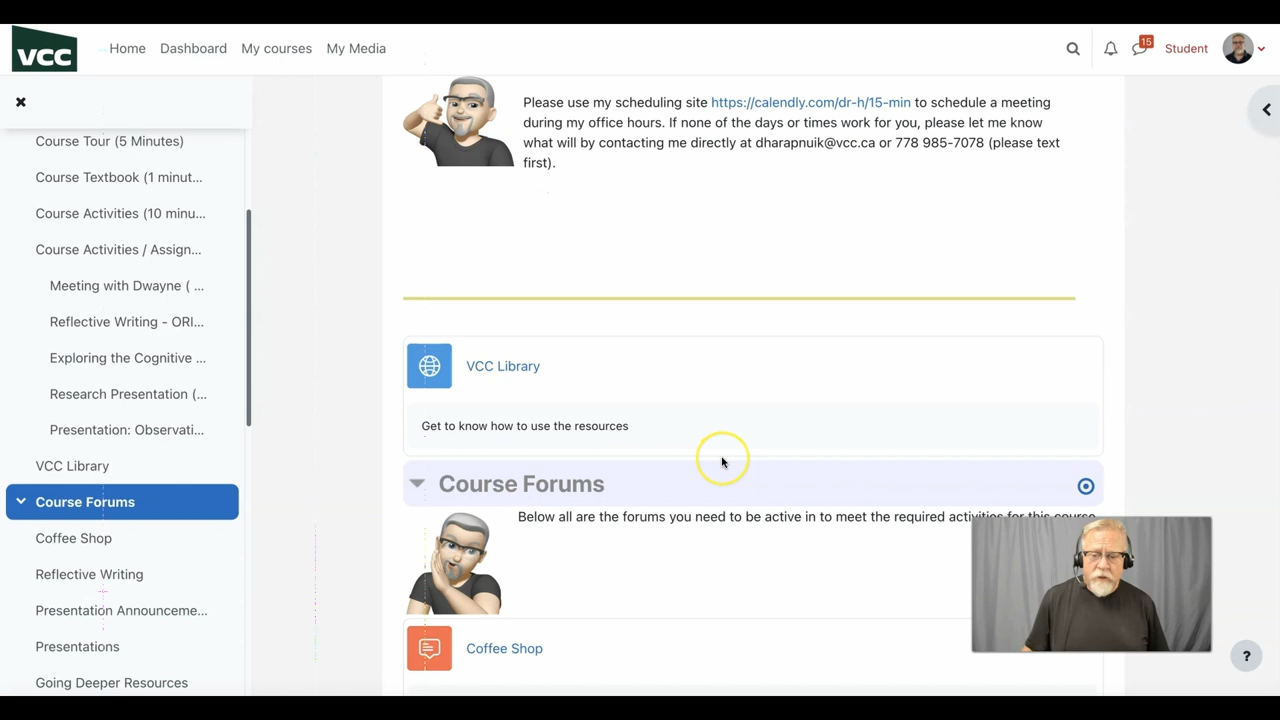 VCC
Home
Dashboard
My courses
My Media
15
Student
Course Tour (5 Minutes)
Course Textbook (1 minut...
Course Activities (10 minu...
Course Activities / Assign...
Meeting with Dwayne ( ...
Reflective Writing - ORI...
Exploring the Cognitive ...
Research Presentation (...
Presentation: Observati...
VCC Library
Course Forums
Coffee Shop
Reflective Writing
Presentation Announceme...
Presentations
Going Deeper Resources
Please use my scheduling site https://calendly.com/dr-h/15-min to schedule a meeting
during my office hours. If none of the days or times work for you, please let me know
what will by contacting me directly at dharapnuik@vcc.ca or 778 985-7078 (please text
first).
VCC Library
Get to know how to use the resources
Course Forums
Below all are the forums you need to be active in to meet the required activities for this course
Coffee Shop
?